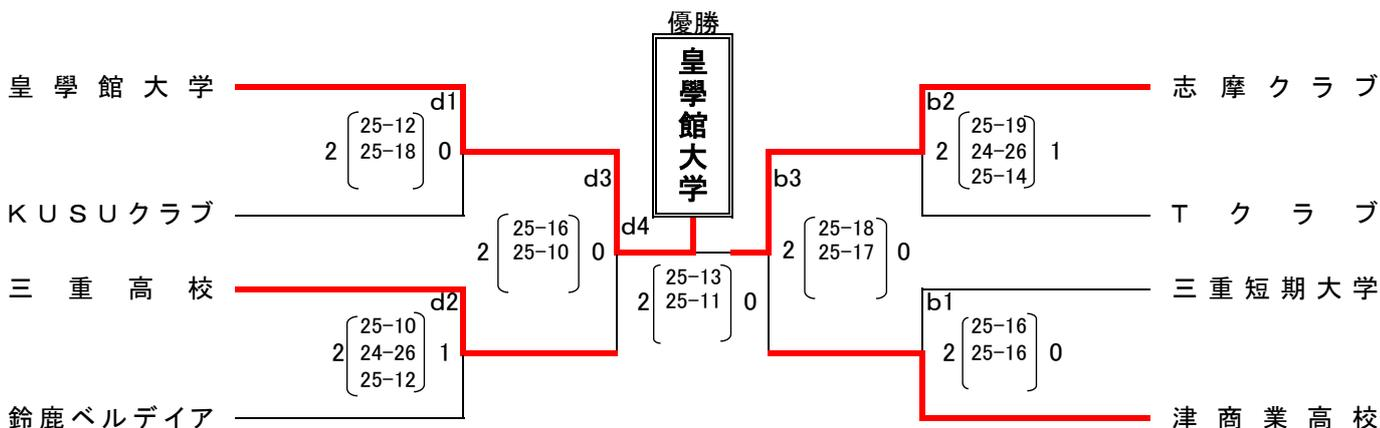 優勝
皇學館大学
皇學館大学
d1
2 25-12 0
25-18
KUSUクラブ
d3
d4
2 25-16 0
25-10
三重高校
d2
2 25-10 1
24-26
25-12
鈴鹿ベルデイア
2 25-13 0
25-11
志摩クラブ
b2
2 25-19 1
24-26
25-14
Tクラブ
b3
2 25-18 0
25-17
三重短期大学
b1
2 25-16 0
25-16
津商業高校